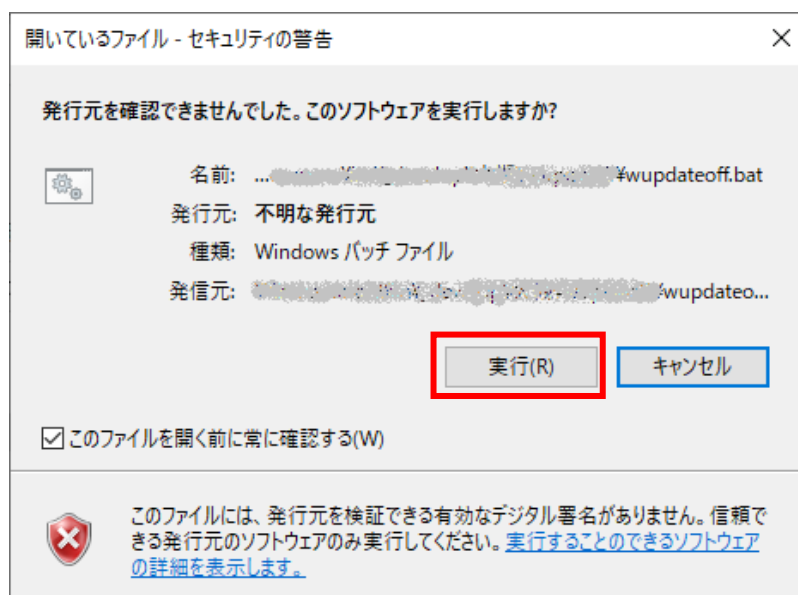 開いているファイル - セキュリティの警告
発行元を確認できませんでした。このソフトウェアを実行しますか?
名前: ... ¥wupdateoff.bat
発行元: 不明な発行元
種類: Windows バッチ ファイル
発信元: ¥wupdateo...
実行(R) キャンセル
このファイルを開く前に常に確認する(W)
このファイルには、発行元を検証できる有効なデジタル署名がありません。信頼で
きる発行元のソフトウェアのみ実行してください。実行することのできるソフトウェア
の詳細を表示します。